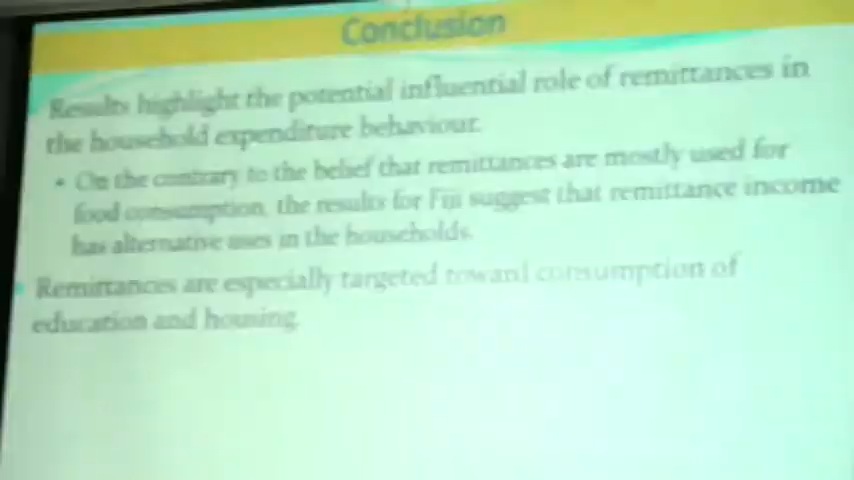 Conclusion
Results highlight the potential influential role of remittances in
the household expenditure behaviour.
• On the contrary to the belief that remittances are mostly used for
food consumption, the results for Fiji suggest that remittance income
has alternative uses in the households.
• Remittances are especially targeted toward consumption of
education and housing.